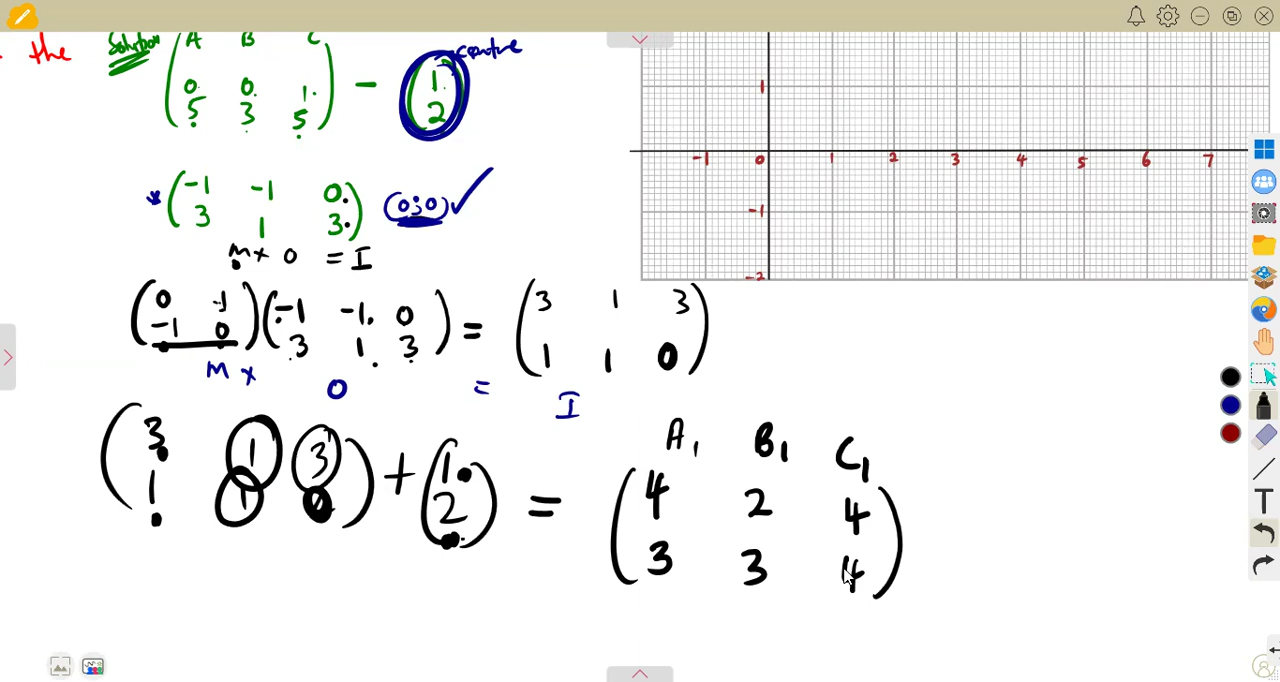 the Solution A B C
0 0 1 - 1 centre
5 3 5 2
* -1 -1 0 (0;0) ✓
3 1 3
m x 0 = I
(0 -1) (-1 -1 0) = (3 1 3)
(-1 0) (3 1 3) (1 1 0)
m x 0 = I
A1 B1 C1
(3 1 3) + (1) = (4 2 4)
(1 1 0) (2) (3 3 4)
1
-1 0 1 2 3 4 5 6 7
-1
-2
T